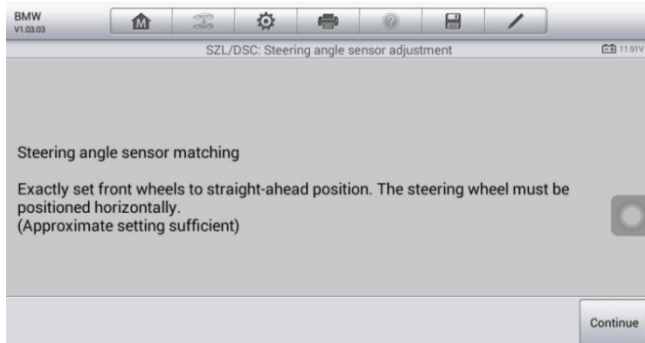 BMW
V1.03.03
M
SZL/DSC: Steering angle sensor adjustment
11.91V
Steering angle sensor matching
Exactly set front wheels to straight-ahead position. The steering wheel must be
positioned horizontally.
(Approximate setting sufficient)
Continue